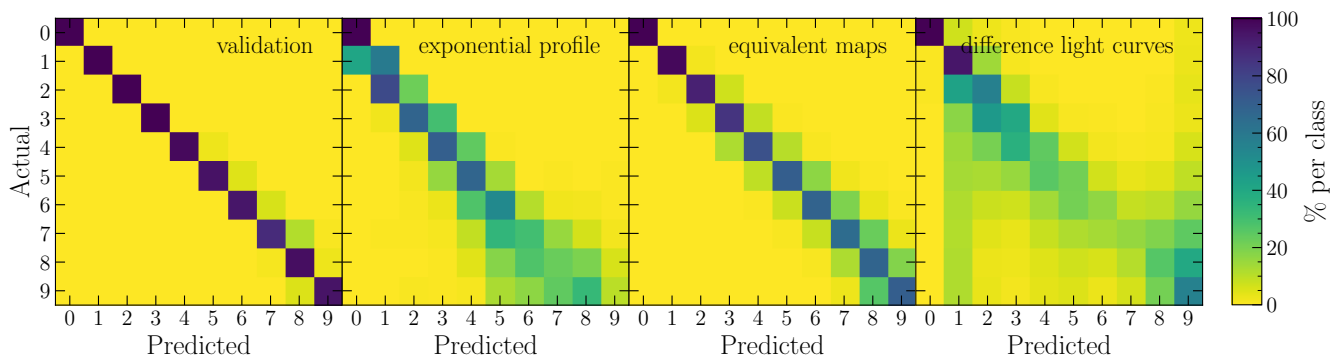 validation
exponential profile
equivalent maps
difference light curves
Actual
0
1
2
3
4
5
6
7
8
9
0 1 2 3 4 5 6 7 8 9
Predicted
0 1 2 3 4 5 6 7 8 9
Predicted
0 1 2 3 4 5 6 7 8 9
Predicted
0 1 2 3 4 5 6 7 8 9
Predicted
100
80
60
40
20
0
% per class